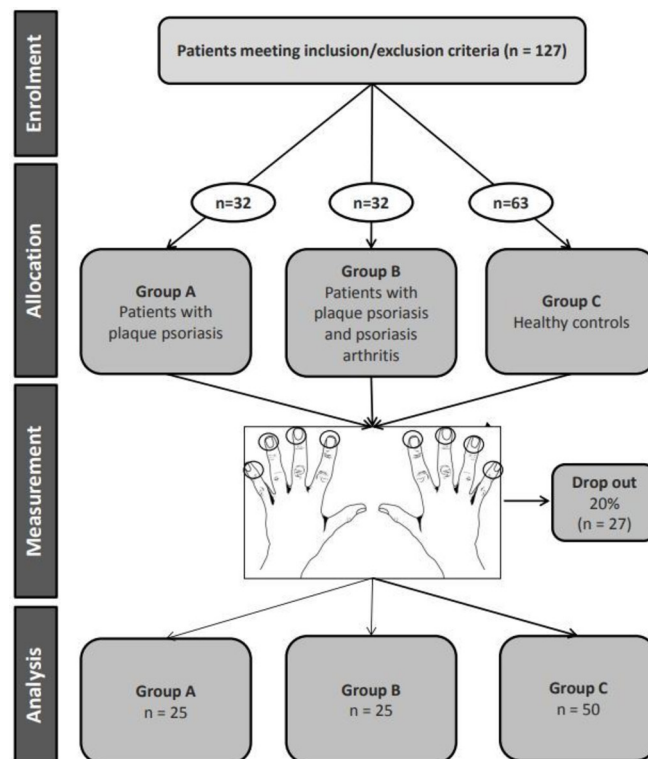 Enrolment
Patients meeting inclusion/exclusion criteria (n = 127)
Allocation
n=32
n=32
n=63
Group A
Patients with
plaque psoriasis
Group B
Patients with
plaque psoriasis
and psoriasis
arthritis
Group C
Healthy controls
Measurement
Drop out
20%
(n = 27)
Analysis
Group A
n = 25
Group B
n = 25
Group C
n = 50